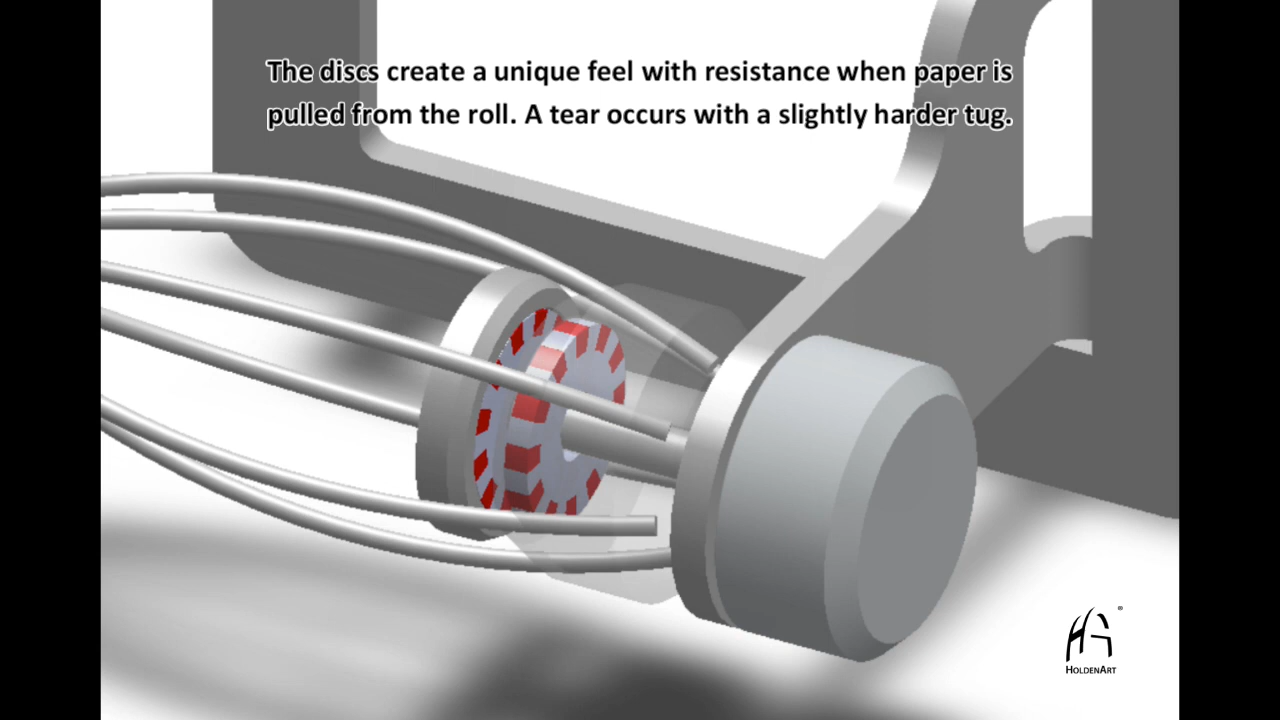 The discs create a unique feel with resistance when paper is
pulled from the roll. A tear occurs with a slightly harder tug.
®
HOLDENART